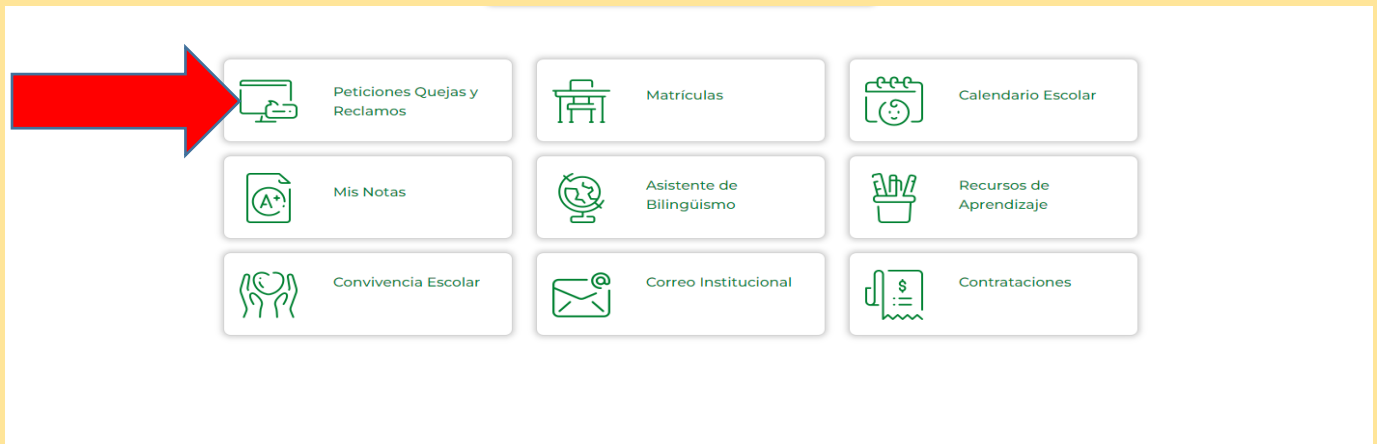 Peticiones Quejas y
Reclamos
Matrículas
Calendario Escolar
A+
Mis Notas
Asistente de
Bilingüismo
Recursos de
Aprendizaje
Convivencia Escolar
@
Correo Institucional
$
Contrataciones